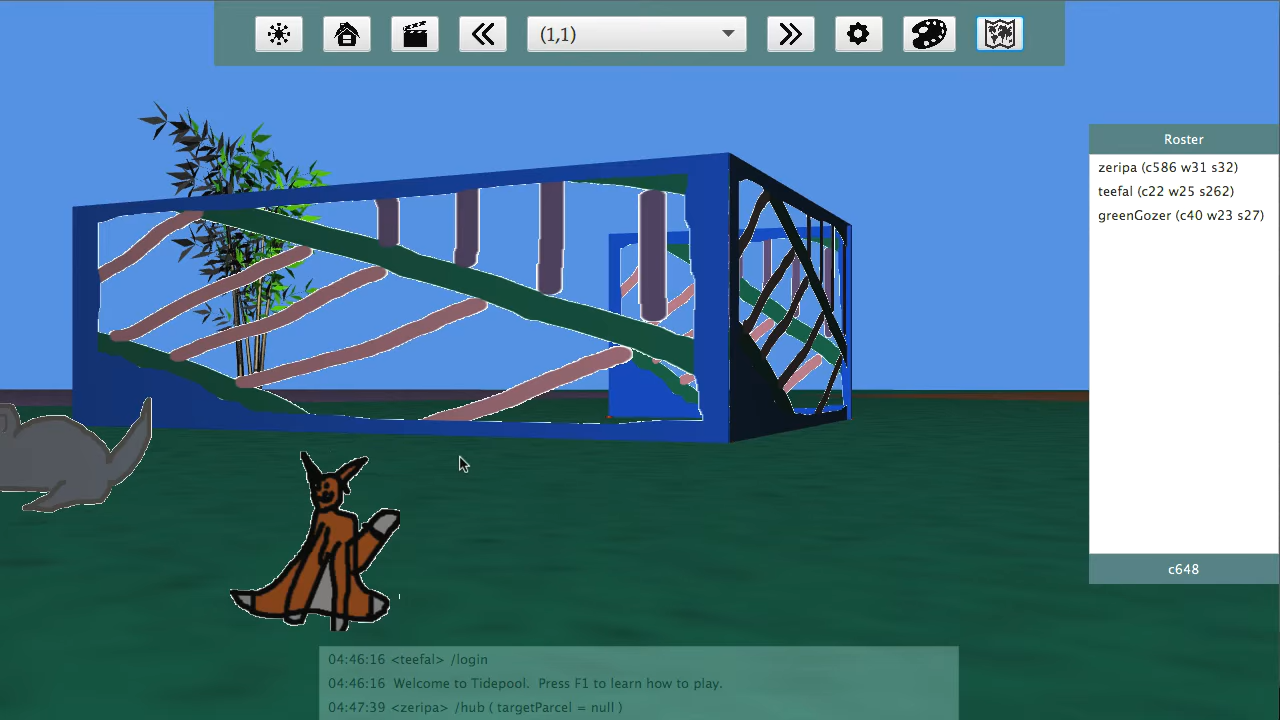 (1,1)
Roster
zeripa (c586 w31 s32)
teefal (c22 w25 s262)
greenGozer (c40 w23 s27)
c648
04:46:16 <teefal> /login
04:46:16 Welcome to Tidepool. Press F1 to learn how to play.
04:47:39 <zeripa> /hub ( targetParcel = null )